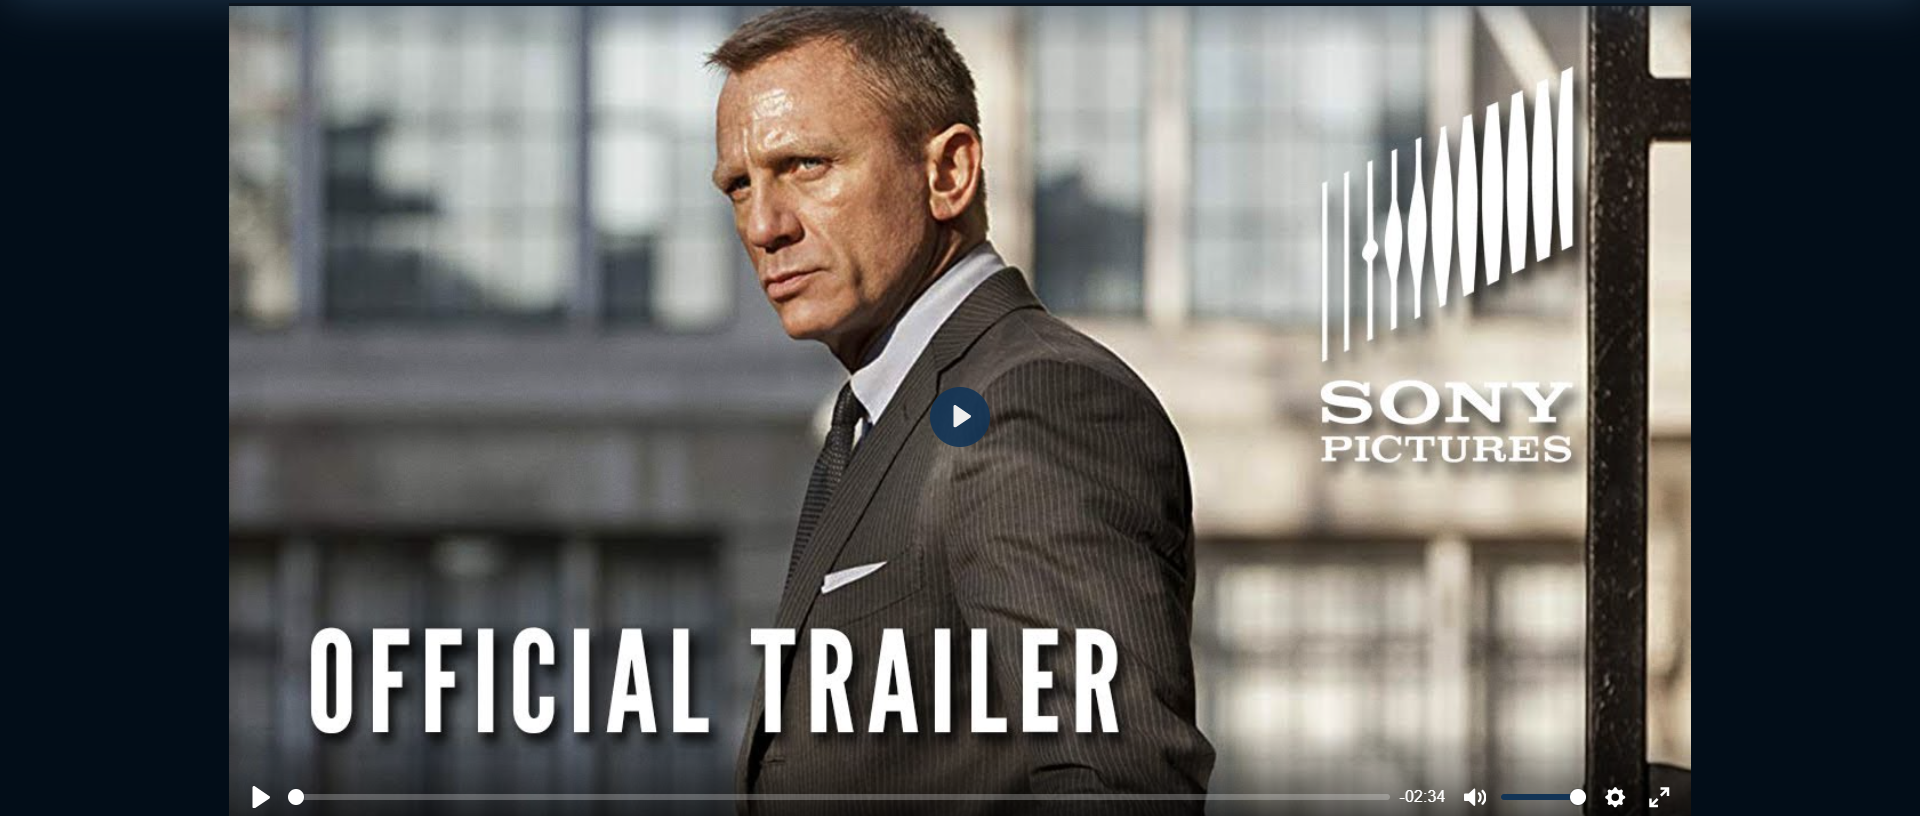 SONY
PICTURES
OFFICIAL TRAILER
-02:34